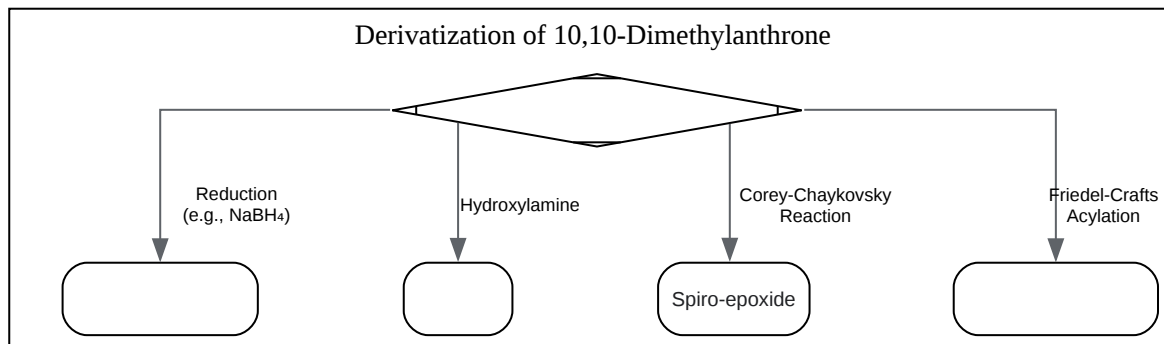 Derivatization of 10,10-Dimethylanthrone
Reduction
(e.g., NaBH₄)
Hydroxylamine
Corey-Chaykovsky
Reaction
Friedel-Crafts
Acylation
Spiro-epoxide